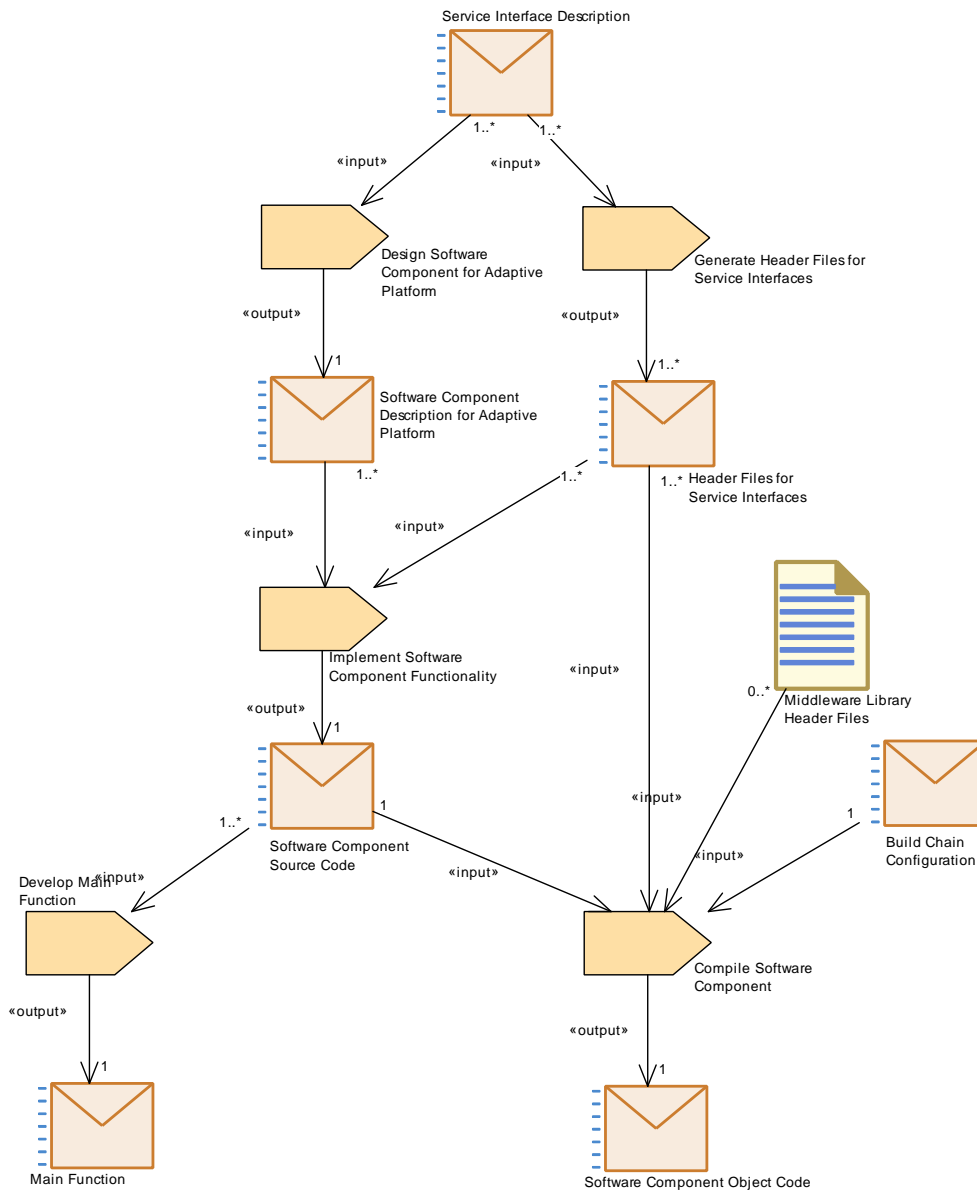 Service Interface Description
1..*
1..*
«input»
«input»
Design Software
Component for Adaptive
Platform
Generate Header Files for
Service Interfaces
«output»
«output»
1
1..*
Software Component
Description for Adaptive
Platform
1..*
1..*
1..*
Header Files for
Service Interfaces
«input»
«input»
Implement Software
Component Functionality
«input»
0..*
Middleware Library
Header Files
«output»
1
1..*
1
«input»
1
Software Component
Source Code
Build Chain
Configuration
Develop Main
Function
«input»
«input»
«input»
Compile Software
Component
«output»
«output»
1
1
Main Function
Software Component Object Code